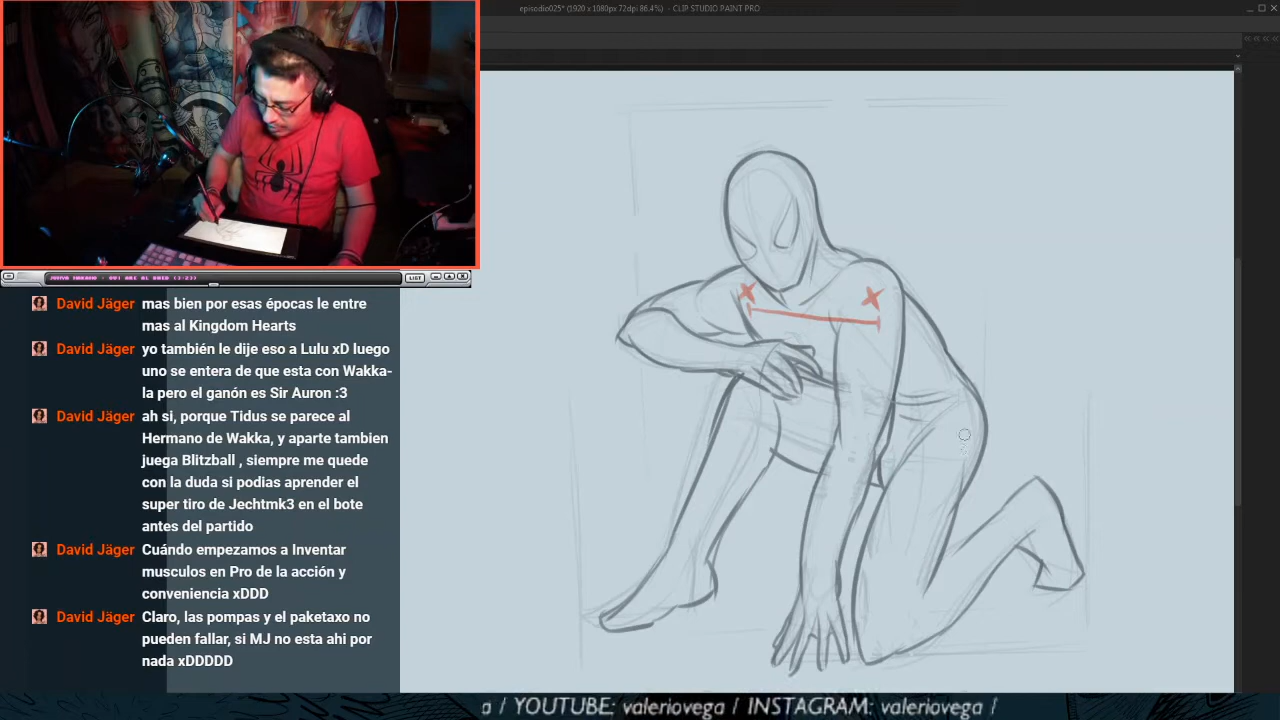 episodio025* (1920 x 1080px 72dpi 86.4%) - CLIP STUDIO PAINT PRO
LIST
David Jäger mas bien por esas épocas le entre
mas al Kingdom Hearts
David Jäger yo también le dije eso a Lulu xD luego
uno se entera de que esta con Wakka-
la pero el ganón es Sir Auron :3
David Jäger ah si, porque Tidus se parece al
Hermano de Wakka, y aparte tambien
juega Blitzball , siempre me quede
con la duda si podias aprender el
super tiro de Jechtmk3 en el bote
antes del partido
David Jäger Cuándo empezamos a Inventar
musculos en Pro de la acción y
conveniencia xDDD
David Jäger Claro, las pompas y el paketaxo no
pueden fallar, si MJ no esta ahi por
nada xDDDDD
a / YOUTUBE: valeriovega / INSTAGRAM: valeriovega /